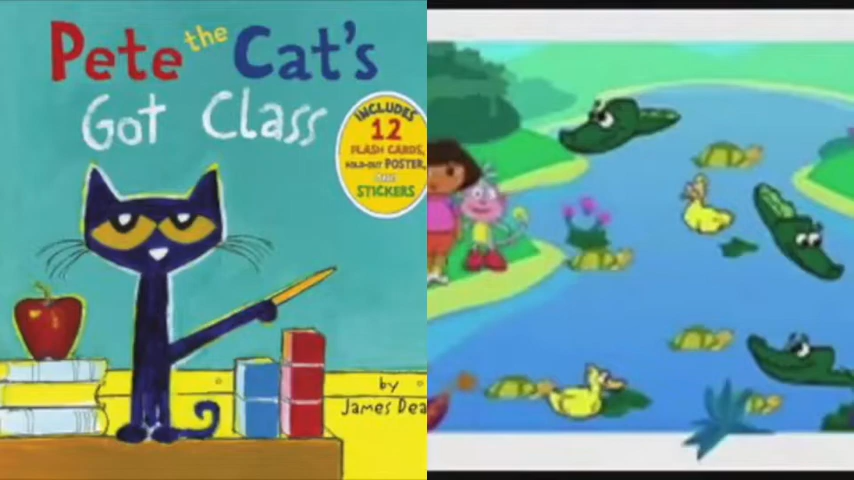 Pete the Cat's
Got Class
INCLUDES
12
FLASH CARDS,
FOLD-OUT POSTER,
AND
STICKERS
by
James Dea